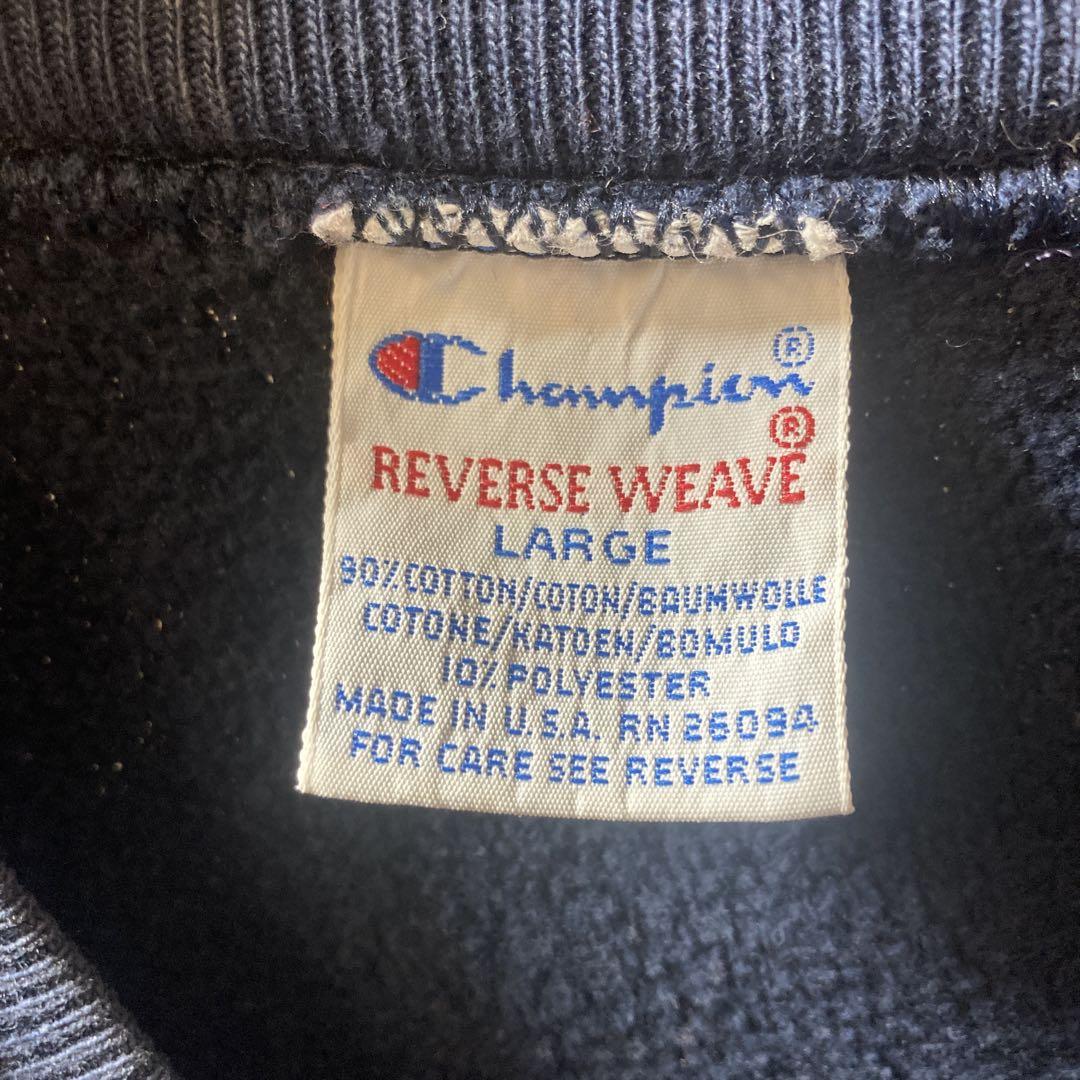 Champion®
REVERSE WEAVE®
LARGE
90% COTTON/COTON/BAUMWOLLE
COTONE/KATOEN/BOMULD
10% POLYESTER
MADE IN U.S.A. RN 26094
FOR CARE SEE REVERSE